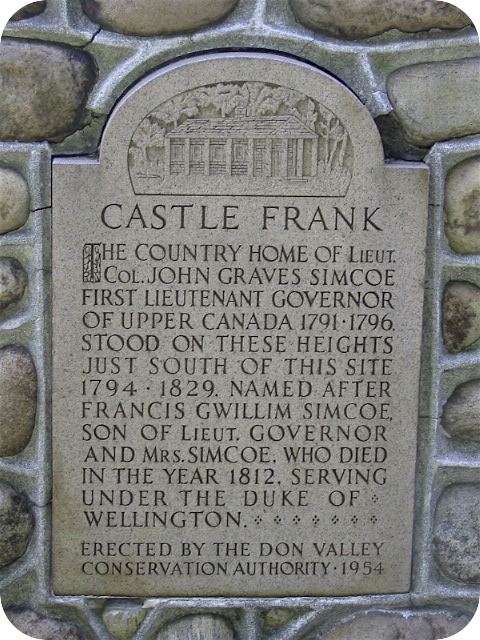 CASTLE FRANK
THE COUNTRY HOME OF LIEUT.
COL. JOHN GRAVES SIMCOE
FIRST LIEUTENANT GOVERNOR
OF UPPER CANADA 1791·1796,
STOOD ON THESE HEIGHTS
JUST SOUTH OF THIS SITE
1794 · 1829. NAMED AFTER
FRANCIS GWILLIM SIMCOE,
SON OF LIEUT. GOVERNOR
AND MRS. SIMCOE, WHO DIED
IN THE YEAR 1812, SERVING
UNDER THE DUKE OF
WELLINGTON.
ERECTED BY THE DON VALLEY
CONSERVATION AUTHORITY · 1954